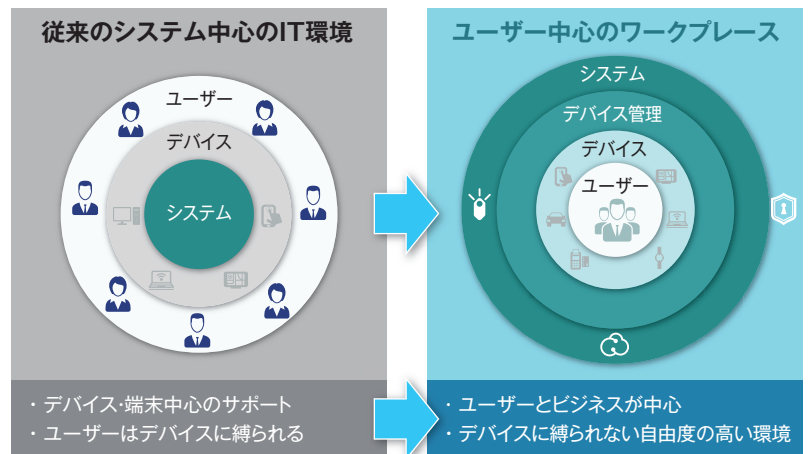 従来のシステム中心のIT環境
ユーザー
デバイス
システム
・デバイス・端末中心のサポート
・ユーザーはデバイスに縛られる
ユーザー中心のワークプレース
システム
デバイス管理
デバイス
ユーザー
・ユーザーとビジネスが中心
・デバイスに縛られない自由度の高い環境